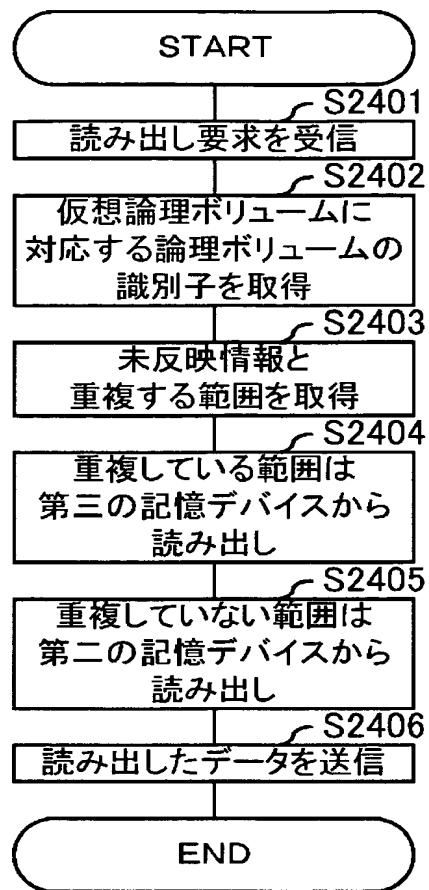 START
S2401
読み出し要求を受信
S2402
仮想論理ボリュームに
対応する論理ボリュームの
識別子を取得
S2403
未反映情報と
重複する範囲を取得
S2404
重複している範囲は
第三の記憶デバイスから
読み出し
S2405
重複していない範囲は
第二の記憶デバイスから
読み出し
S2406
読み出したデータを送信
END